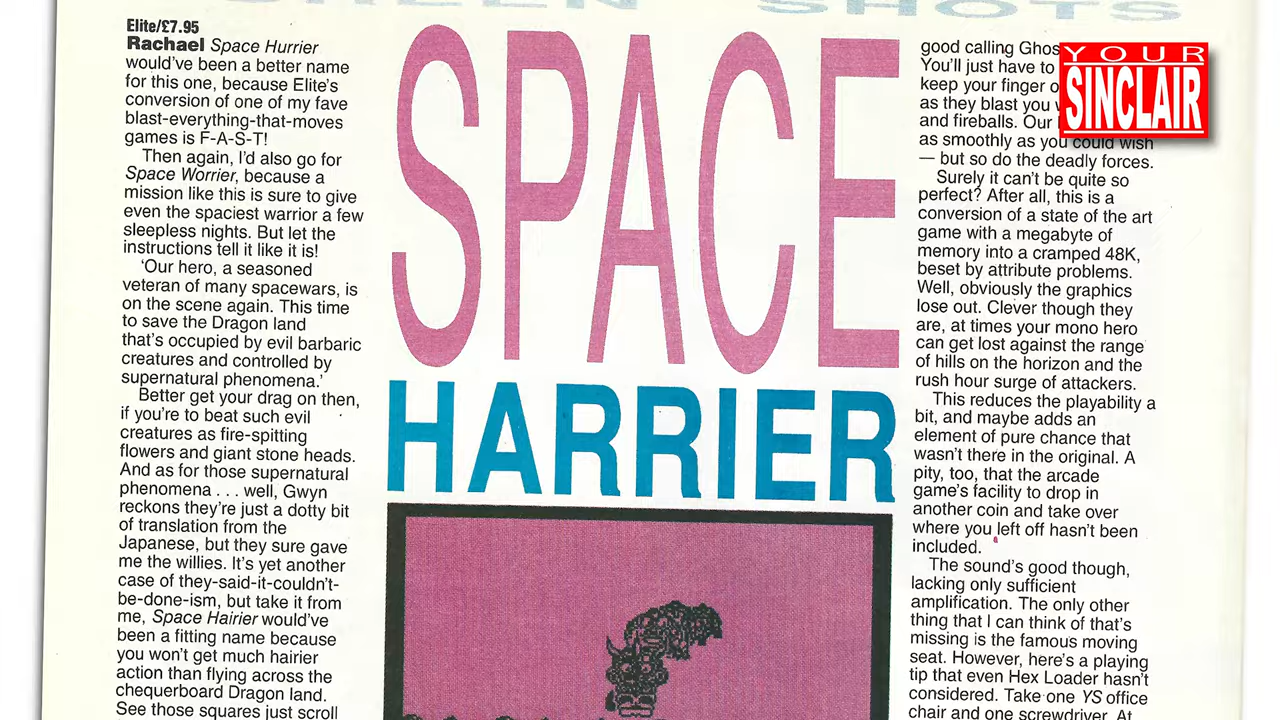 SCREEN SHOTS
Elite/£7.95
Rachael Space Hurrier
would've been a better name
for this one, because Elite's
conversion of one of my fave
blast-everything-that-moves
games is F-A-S-T!
Then again, I'd also go for
Space Worrier, because a
mission like this is sure to give
even the spaciest warrior a few
sleepless nights. But let the
instructions tell it like it is!
'Our hero, a seasoned
veteran of many spacewars, is
on the scene again. This time
to save the Dragon land
that's occupied by evil barbaric
creatures and controlled by
supernatural phenomena.'
Better get your drag on then,
if you're to beat such evil
creatures as fire-spitting
flowers and giant stone heads.
And as for those supernatural
phenomena . . . well, Gwyn
reckons they're just a dotty bit
of translation from the
Japanese, but they sure gave
me the willies. It's yet another
case of they-said-it-couldn't-
be-done-ism, but take it from
me, Space Hairier would've
been a fitting name because
you won't get much hairier
action than flying across the
chequerboard Dragon land.
See those squares just scroll
SPACE
HARRIER
good calling Ghos
You'll just have to
keep your finger o
as they blast you
and fireballs. Our
as smoothly as you could wish
— but so do the deadly forces.
Surely it can't be quite so
perfect? After all, this is a
conversion of a state of the art
game with a megabyte of
memory into a cramped 48K,
beset by attribute problems.
Well, obviously the graphics
lose out. Clever though they
are, at times your mono hero
can get lost against the range
of hills on the horizon and the
rush hour surge of attackers.
This reduces the playability a
bit, and maybe adds an
element of pure chance that
wasn't there in the original. A
pity, too, that the arcade
game's facility to drop in
another coin and take over
where you left off hasn't been
included.
The sound's good though,
lacking only sufficient
amplification. The only other
thing that I can think of that's
missing is the famous moving
seat. However, here's a playing
tip that even Hex Loader hasn't
considered. Take one YS office
chair and one screwdriver. At
YOUR
SINCLAIR